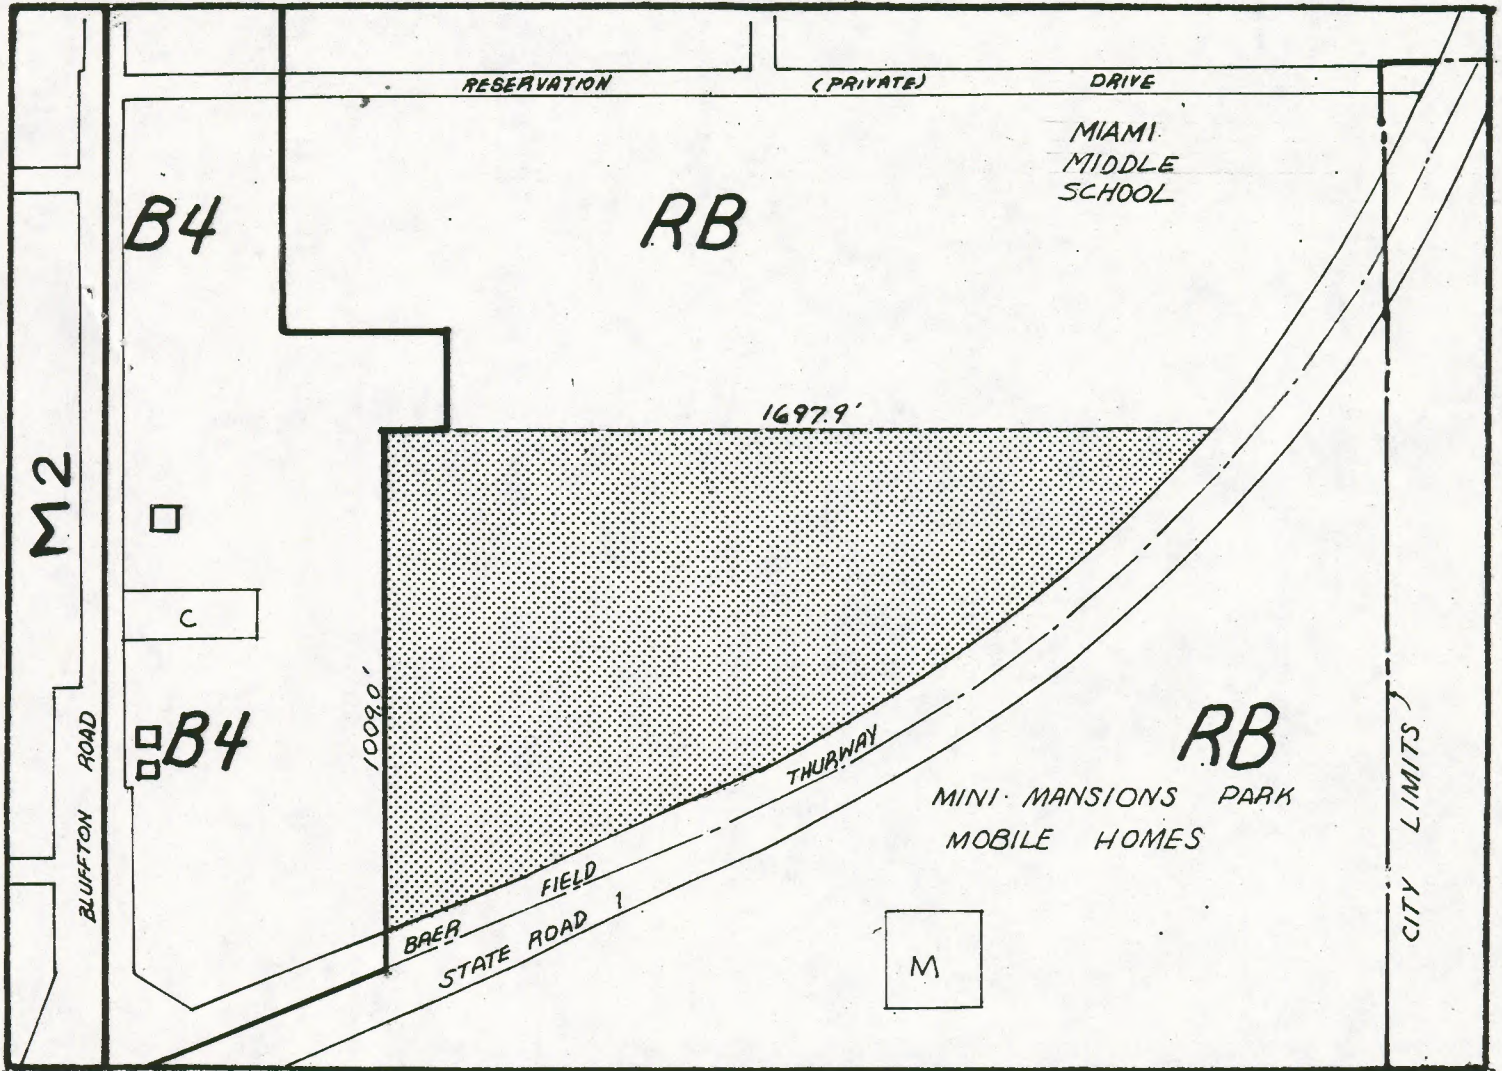 RESERVATION (PRIVATE) DRIVE
MIAMI
MIDDLE
SCHOOL
B4
RB
1697.9'
M2
C
1009.0'
B4
BLUFFTON ROAD
THURWAY
FIELD
BAER
STATE ROAD 1
RB
MINI-MANSIONS PARK
MOBILE HOMES
M
CITY LIMITS